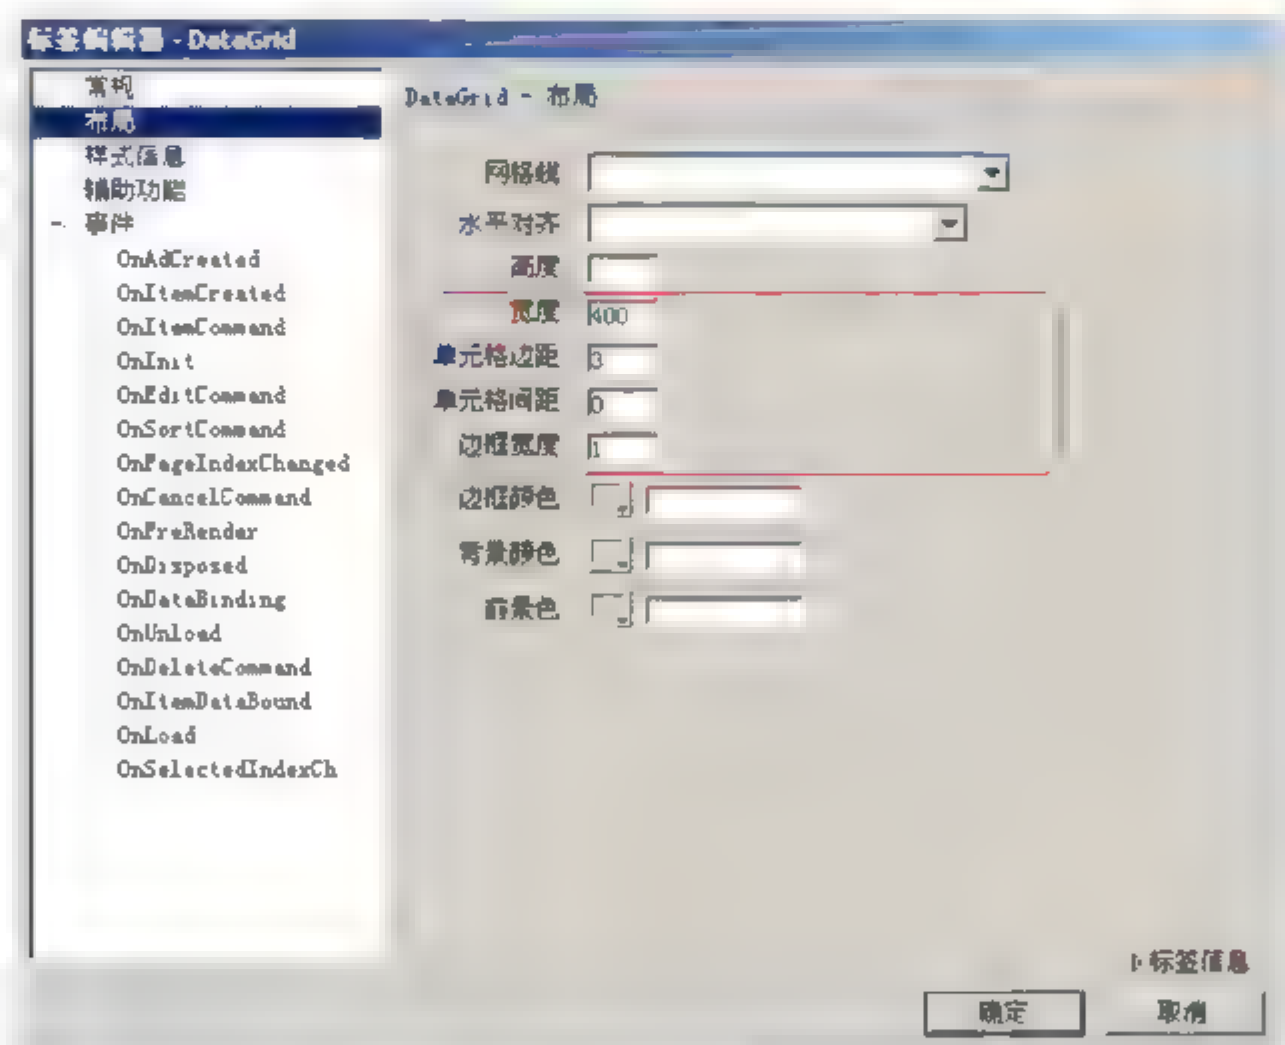 标签编辑器 - DataGrid
常规
布局
样式信息
辅助功能
- 事件
OnAdCreated
OnItemCreated
OnItemCommand
OnInit
OnEditCommand
OnSortCommand
OnPageIndexChanged
OnCancelCommand
OnPreRender
OnDisposed
OnDataBinding
OnUnload
OnDeleteCommand
OnItemDataBound
OnLoad
OnSelectedIndexCh
DataGrid - 布局
网格线
水平对齐
高度
宽度 400
单元格边距 3
单元格间距 0
边框宽度 1
边框颜色
背景颜色
前景色
标签信息
确定 取消